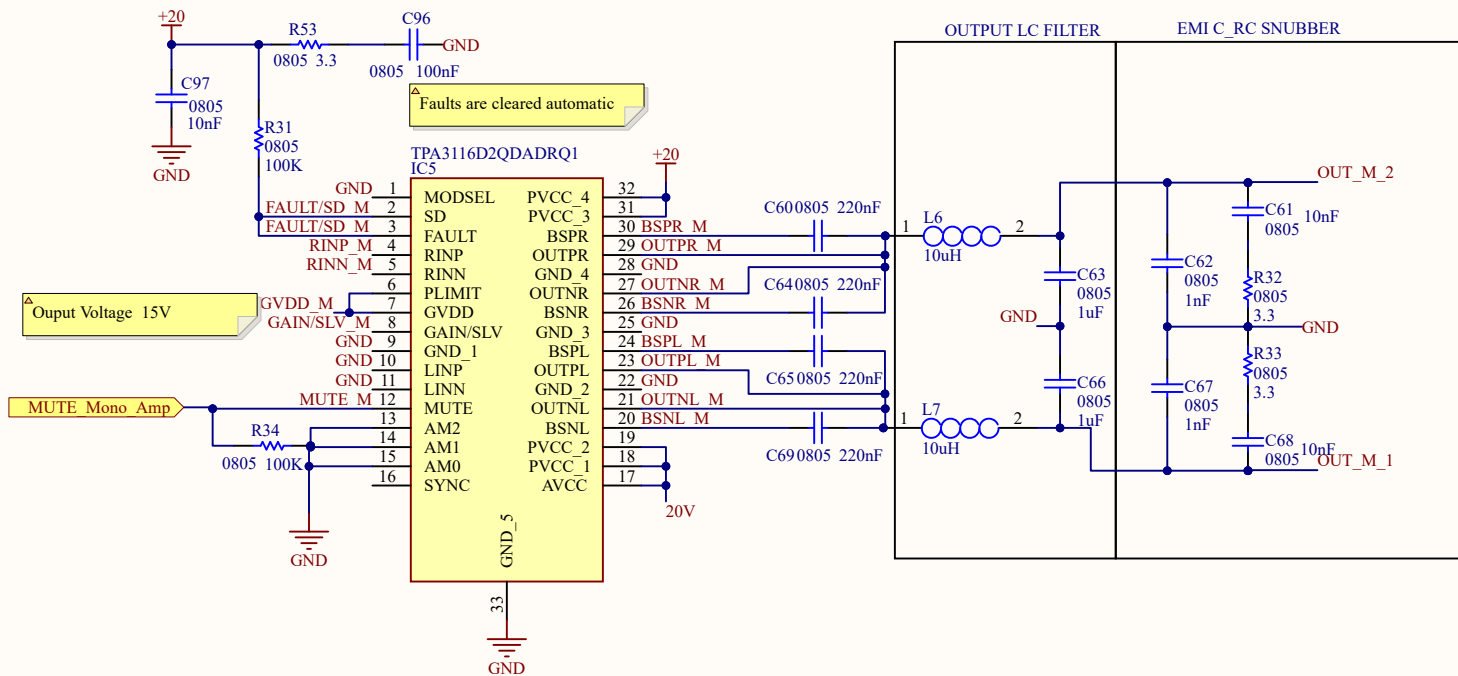 +20
R53
0805 3.3
C96
0805 100nF
GND
C97
0805
10nF
GND
R31
0805
100K
Faults are cleared automatic
OUTPUT LC FILTER
EMI C_RC SNUBBER
TPA3116D2QDADRQ1
IC5
+20
GND 1 MODSEL
FAULT/SD_M 2 SD
FAULT/SD_M 3 FAULT
RINP_M 4 RINP
RINN_M 5 RINN
6 PLIMIT
GVDD_M 7 GVDD
GAIN/SLV_M 8 GAIN/SLV
GND 9 GND_1
GND 10 LINP
GND 11 LINN
MUTE_M 12 MUTE
13 AM2
14 AM1
15 AM0
16 SYNC
PVCC_4 32
PVCC_3 31
BSPR 30 BSPR_M
OUTPR 29 OUTPR_M
GND_4 28 GND
OUTNR 27 OUTNR_M
BSNR 26 BSNR_M
GND_3 25 GND
BSPL 24 BSPL_M
OUTPL 23 OUTPL_M
GND_2 22 GND
OUTNL 21 OUTNL_M
BSNL 20 BSNL_M
PVCC_2 19
PVCC_1 18
AVCC 17
20V
GND_5
33
GND
Ouput Voltage 15V
MUTE_Mono_Amp
R34
0805 100K
GND
C60 0805 220nF
C64 0805 220nF
C65 0805 220nF
C69 0805 220nF
1 L6 2
10uH
1 L7 2
10uH
C63
0805
1uF
GND
C66
0805
1uF
C62
0805
1nF
C67
0805
1nF
OUT_M_2
C61 10nF
0805
R32
0805
3.3
GND
R33
0805
3.3
C68 10nF
0805
OUT_M_1